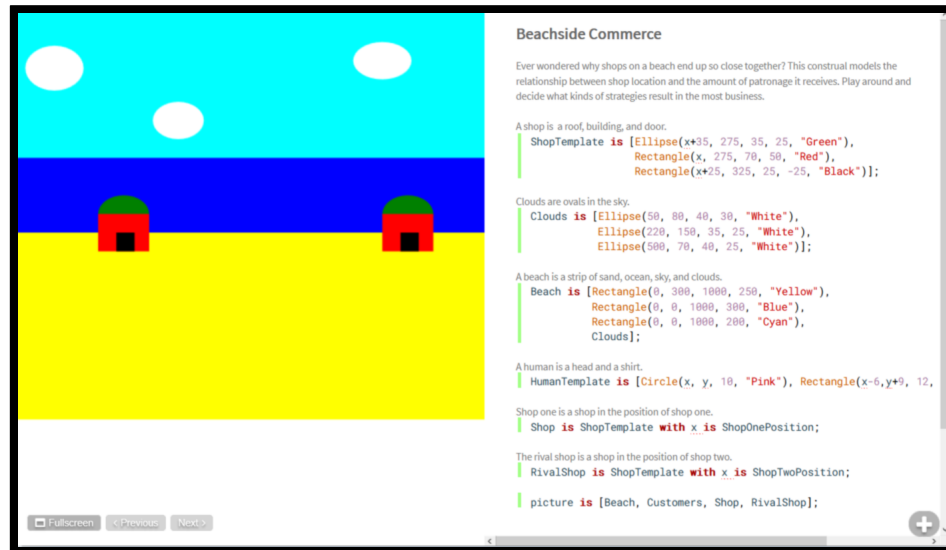 Beachside Commerce
Ever wondered why shops on a beach end up so close together? This construal models the
relationship between shop location and the amount of patronage it receives. Play around and
decide what kinds of strategies result in the most business.
A shop is a roof, building, and door.
ShopTemplate is [Ellipse(x+35, 275, 35, 25, "Green"),
Rectangle(x, 275, 70, 50, "Red"),
Rectangle(x+25, 325, 25, -25, "Black")];
Clouds are ovals in the sky.
Clouds is [Ellipse(50, 80, 40, 30, "White"),
Ellipse(220, 150, 35, 25, "White"),
Ellipse(500, 70, 40, 25, "White")];
A beach is a strip of sand, ocean, sky, and clouds.
Beach is [Rectangle(0, 300, 1000, 250, "Yellow"),
Rectangle(0, 0, 1000, 300, "Blue"),
Rectangle(0, 0, 1000, 200, "Cyan"),
Clouds];
A human is a head and a shirt.
HumanTemplate is [Circle(x, y, 10, "Pink"), Rectangle(x-6,y+9, 12,
Shop one is a shop in the position of shop one.
Shop is ShopTemplate with x is ShopOnePosition;
The rival shop is a shop in the position of shop two.
RivalShop is ShopTemplate with x is ShopTwoPosition;
picture is [Beach, Customers, Shop, RivalShop];
Fullscreen < Previous Next >